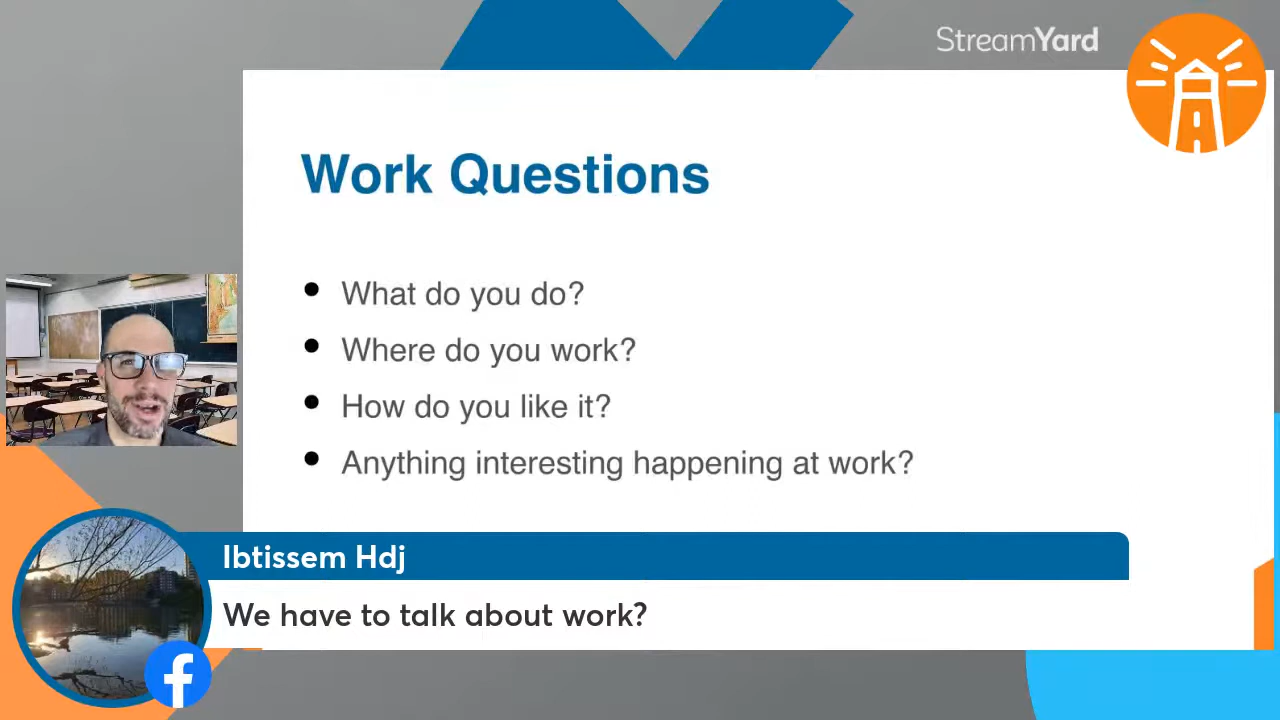 StreamYard
Work Questions
• What do you do?
• Where do you work?
• How do you like it?
• Anything interesting happening at work?
Ibtissem Hdj
We have to talk about work?